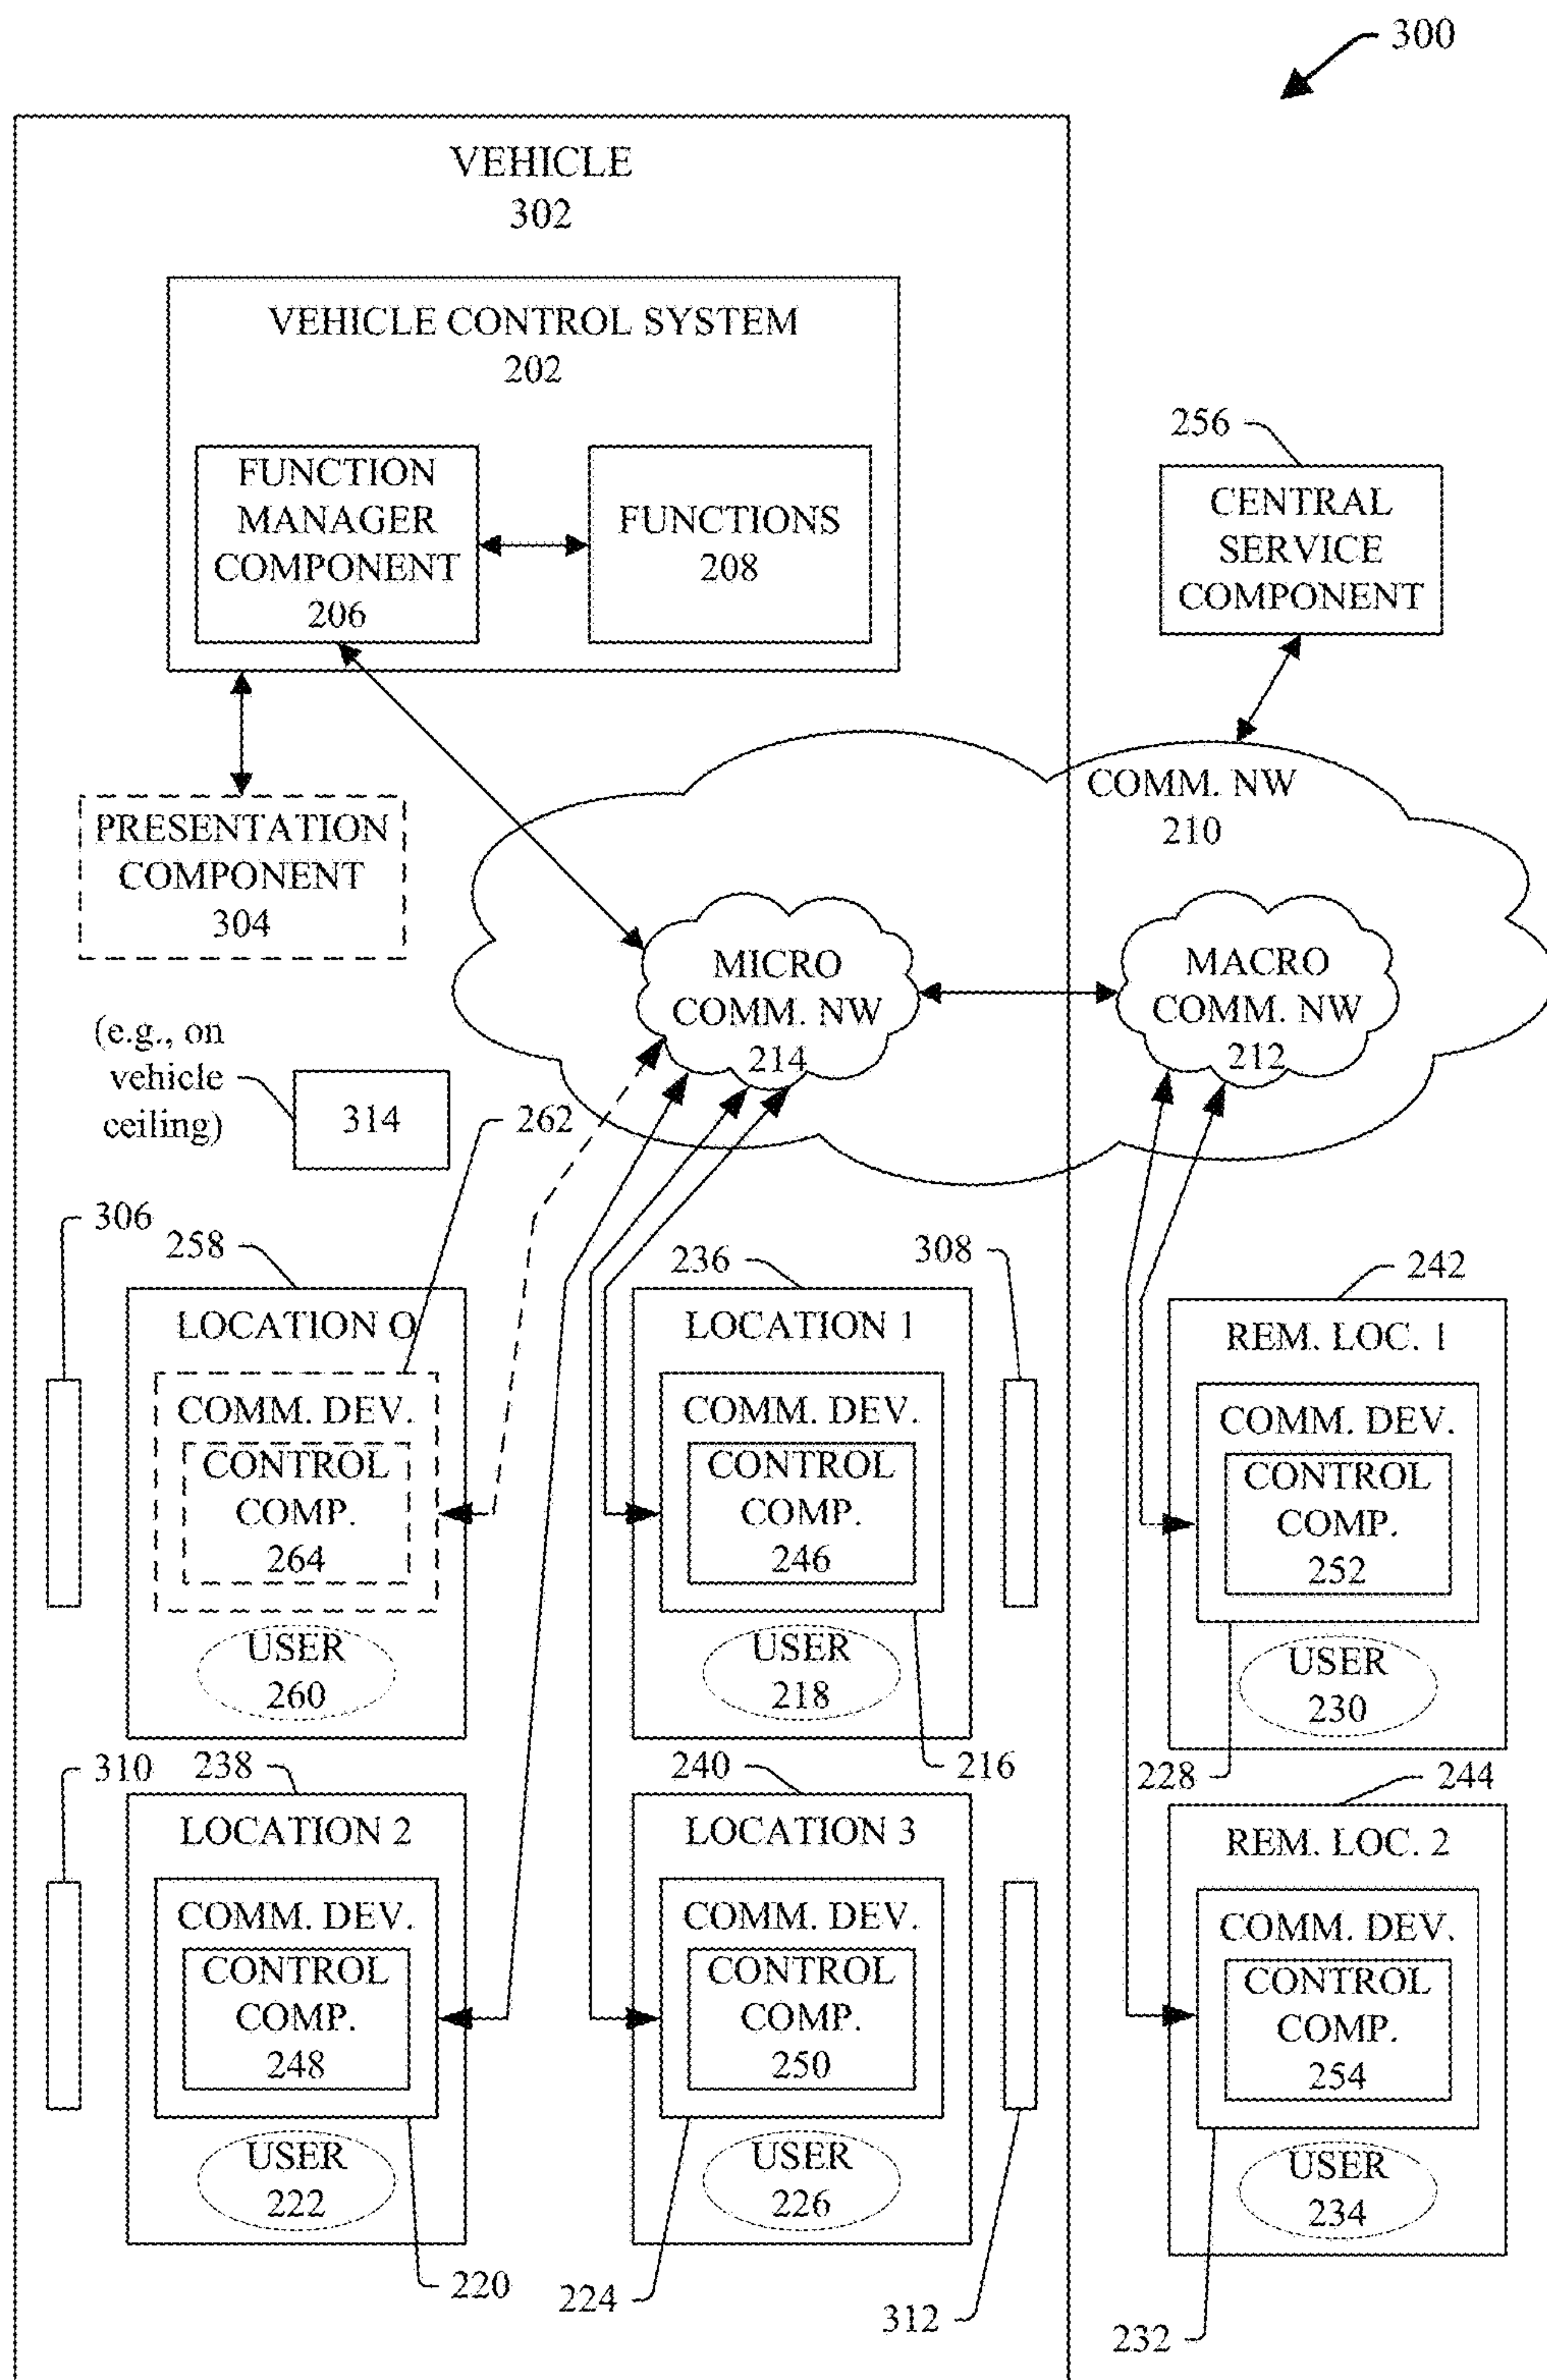 300
VEHICLE
302
VEHICLE CONTROL SYSTEM
202
FUNCTION
MANAGER
COMPONENT
206
FUNCTIONS
208
256
CENTRAL
SERVICE
COMPONENT
PRESENTATION
COMPONENT
304
COMM. NW
210
MICRO
COMM. NW
214
MACRO
COMM. NW
212
(e.g., on
vehicle
ceiling)
314
262
306
258
LOCATION O
COMM. DEV.
CONTROL
COMP.
264
USER
260
236
308
LOCATION 1
COMM. DEV.
CONTROL
COMP.
246
USER
218
216
242
REM. LOC. 1
COMM. DEV.
CONTROL
COMP.
252
USER
230
228
310
238
LOCATION 2
COMM. DEV.
CONTROL
COMP.
248
USER
222
220
240
LOCATION 3
COMM. DEV.
CONTROL
COMP.
250
USER
226
224
312
244
REM. LOC. 2
COMM. DEV.
CONTROL
COMP.
254
USER
234
232